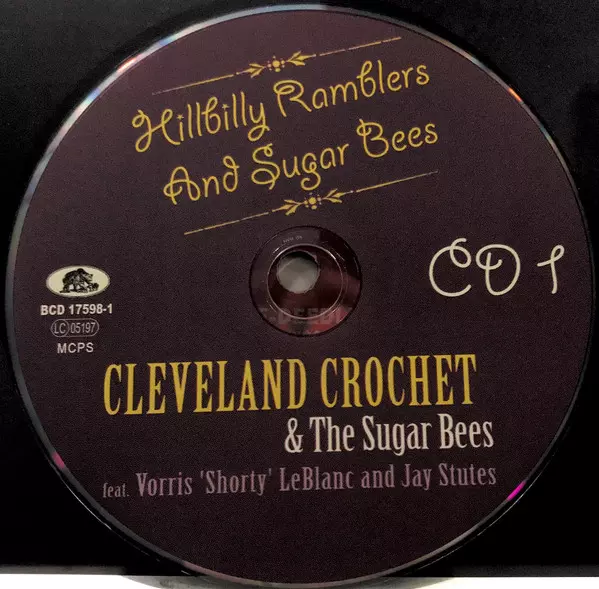 Hillbilly Ramblers
And Sugar Bees
CD 1
BCD 17598-1
LC 05197
MCPS
CLEVELAND CROCHET
& The Sugar Bees
feat. Vorris 'Shorty' LeBlanc and Jay Stutes